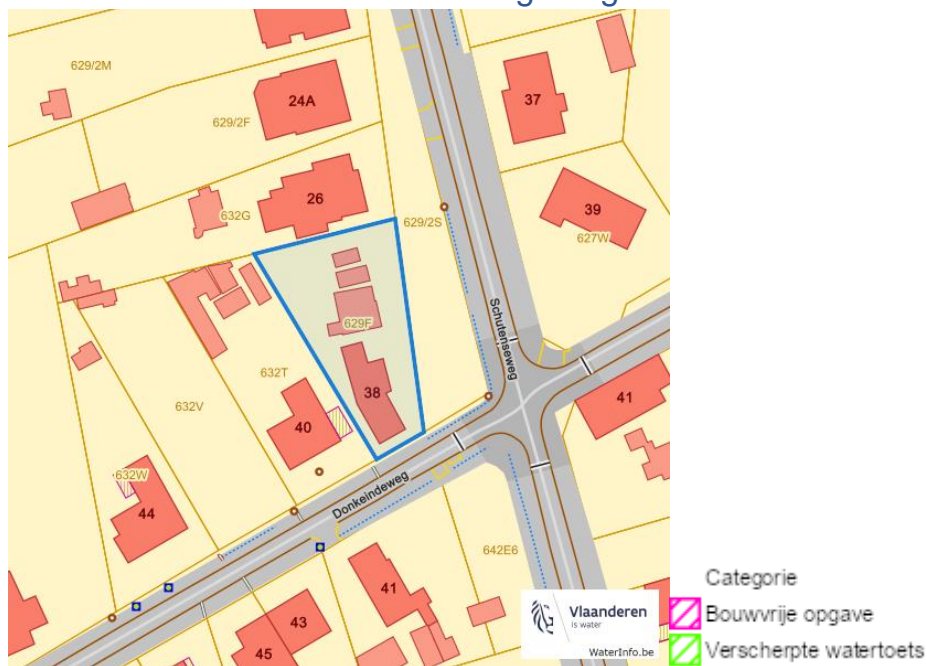 629/2M
24A
37
629/2F
26
39
632G
629/2S
627W
Schutenseweg
629F
632T
38
41
632V
40
632W
Donkeindeweg
44
642E6
41
43
45
Vlaanderen
is water
WaterInfo.be
Categorie
Bouwvrije opgave
Verscherpte watertoets